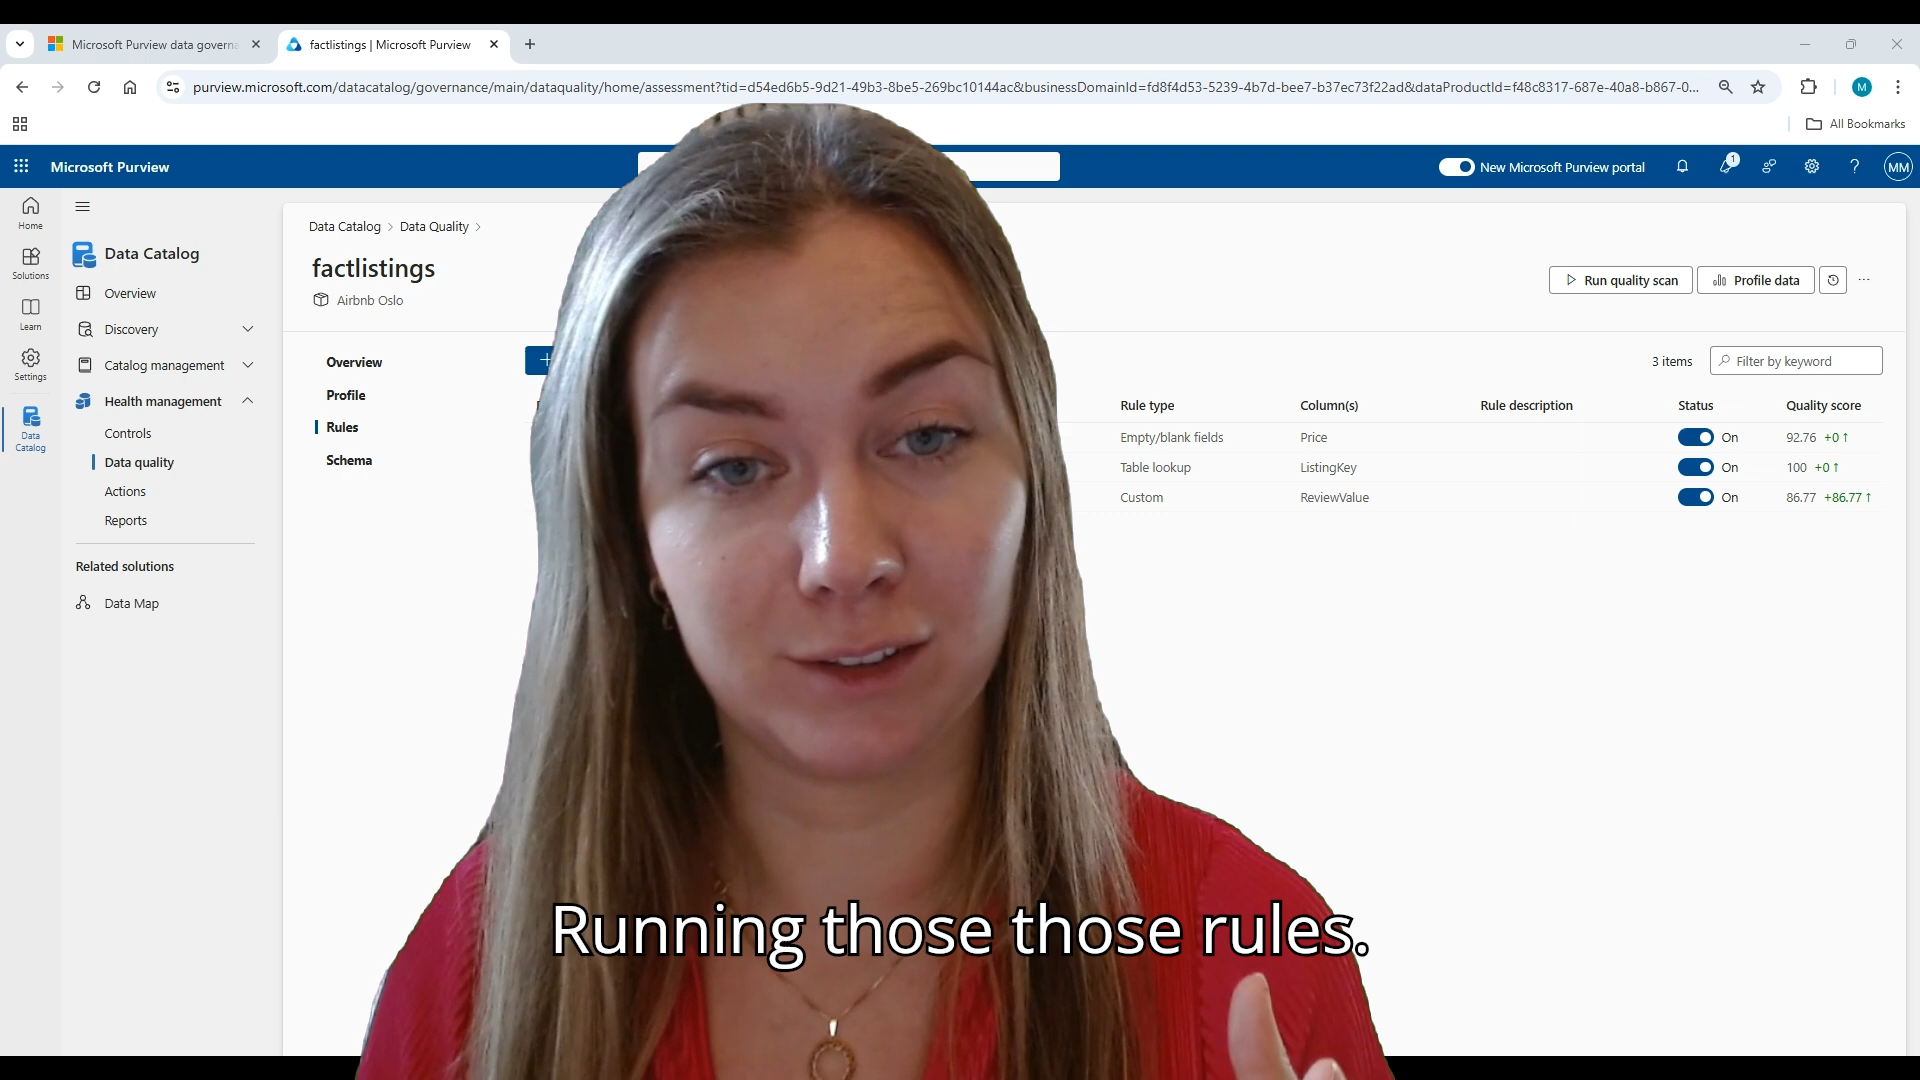 Microsoft Purview data governa
factlistings | Microsoft Purview
purview.microsoft.com/datacatalog/governance/main/dataquality/home/assessment?tid=d54ed6b5-9d21-49b3-8be5-269bc10144ac&businessDomainId=fd8f4d53-5239-4b7d-bee7-b37ec73f22ad&dataProductId=f48c8317-687e-40a8-b867-0...
M
All Bookmarks
Microsoft Purview
New Microsoft Purview portal
1
MM
Home
Solutions
Learn
Settings
Data Catalog
Data Catalog
Overview
Discovery
Catalog management
Health management
Controls
Data quality
Actions
Reports
Related solutions
Data Map
Data Catalog > Data Quality >
factlistings
Airbnb Oslo
Run quality scan
Profile data
Overview
Profile
Rules
Schema
3 items
Filter by keyword
Rule type Column(s) Rule description Status Quality score
Empty/blank fields Price On 92.76 +0 ↑
Table lookup ListingKey On 100 +0 ↑
Custom ReviewValue On 86.77 +86.77 ↑
Running those those rules.